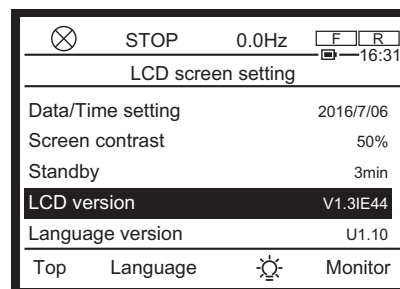 STOP 0.0Hz F R
16:31
LCD screen setting
Data/Time setting 2016/7/06
Screen contrast 50%
Standby 3min
LCD version V1.3IE44
Language version U1.10
Top Language Monitor